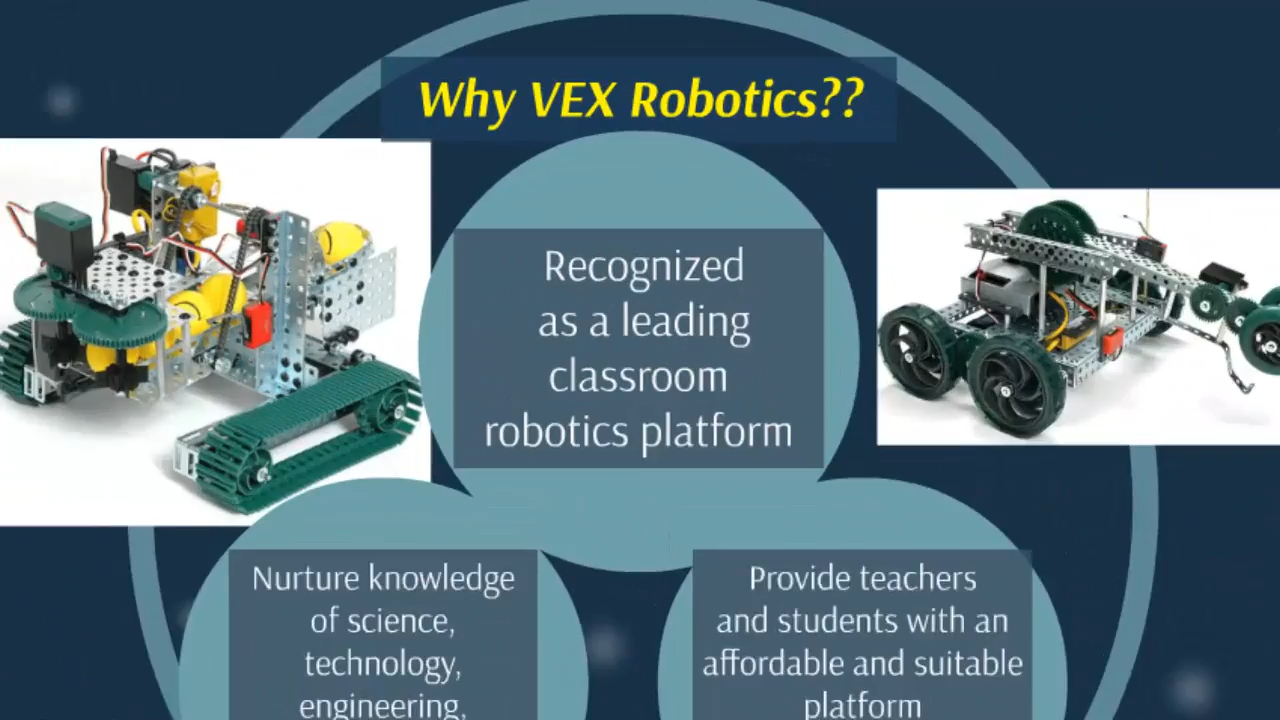 Why VEX Robotics??
Recognized
as a leading
classroom
robotics platform
Nurture knowledge
of science,
technology,
engineering,
Provide teachers
and students with an
affordable and suitable
platform